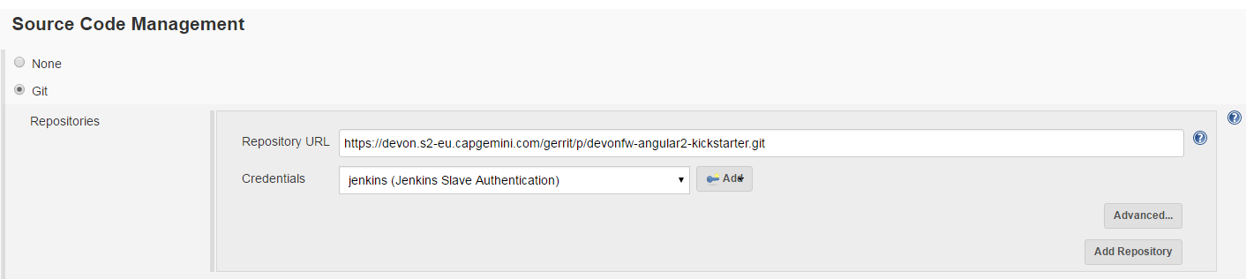 Source Code Management
None
Git
Repositories
Repository URL https://devon.s2-eu.capgemini.com/gerrit/p/devonfw-angular2-kickstarter.git
Credentials jenkins (Jenkins Slave Authentication) Add
Advanced...
Add Repository